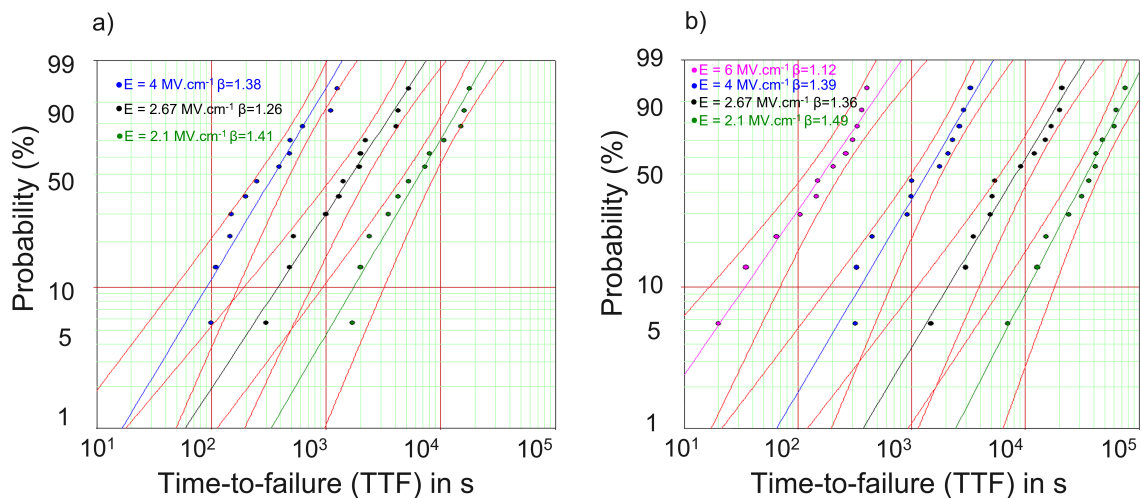 a)
99
90
50
10
5
1
Probability (%)
E = 4 MV.cm⁻¹ β=1.38
E = 2.67 MV.cm⁻¹ β=1.26
E = 2.1 MV.cm⁻¹ β=1.41
10¹ 10² 10³ 10⁴ 10⁵
Time-to-failure (TTF) in s
b)
99
90
50
10
5
1
Probability (%)
E = 6 MV.cm⁻¹ β=1.12
E = 4 MV.cm⁻¹ β=1.39
E = 2.67 MV.cm⁻¹ β=1.36
E = 2.1 MV.cm⁻¹ β=1.49
10¹ 10² 10³ 10⁴ 10⁵
Time-to-failure (TTF) in s